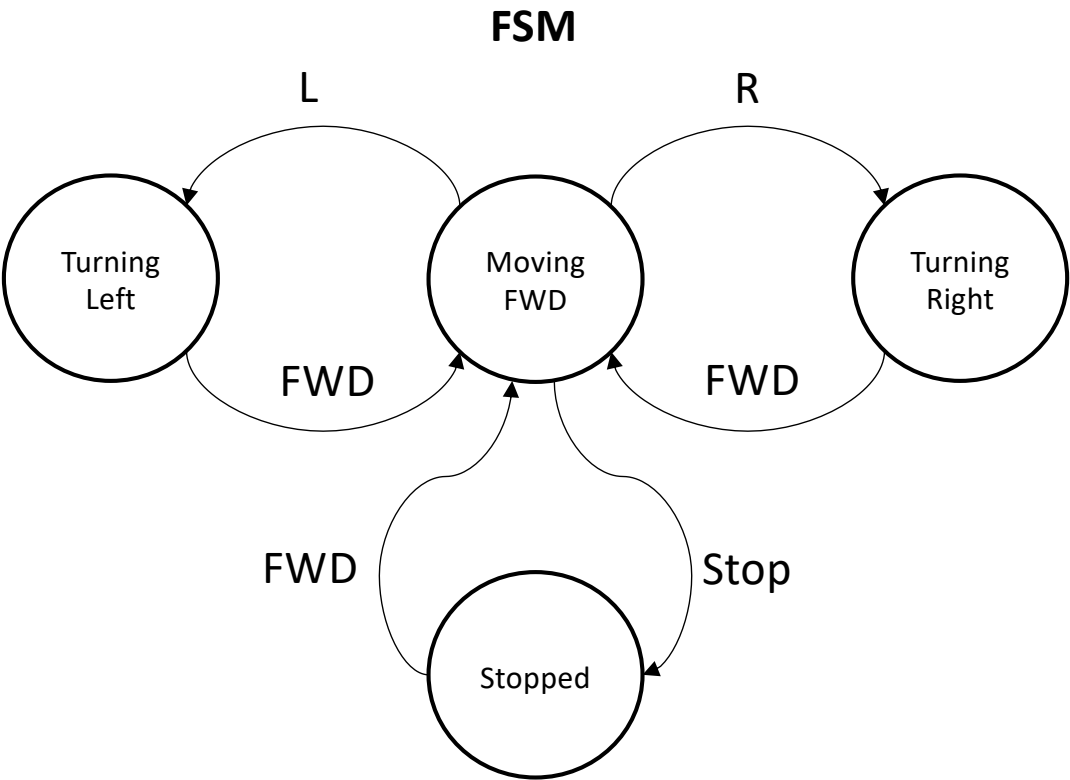 FSM
L
R
Turning
Left
Moving
FWD
Turning
Right
FWD
FWD
FWD
Stop
Stopped